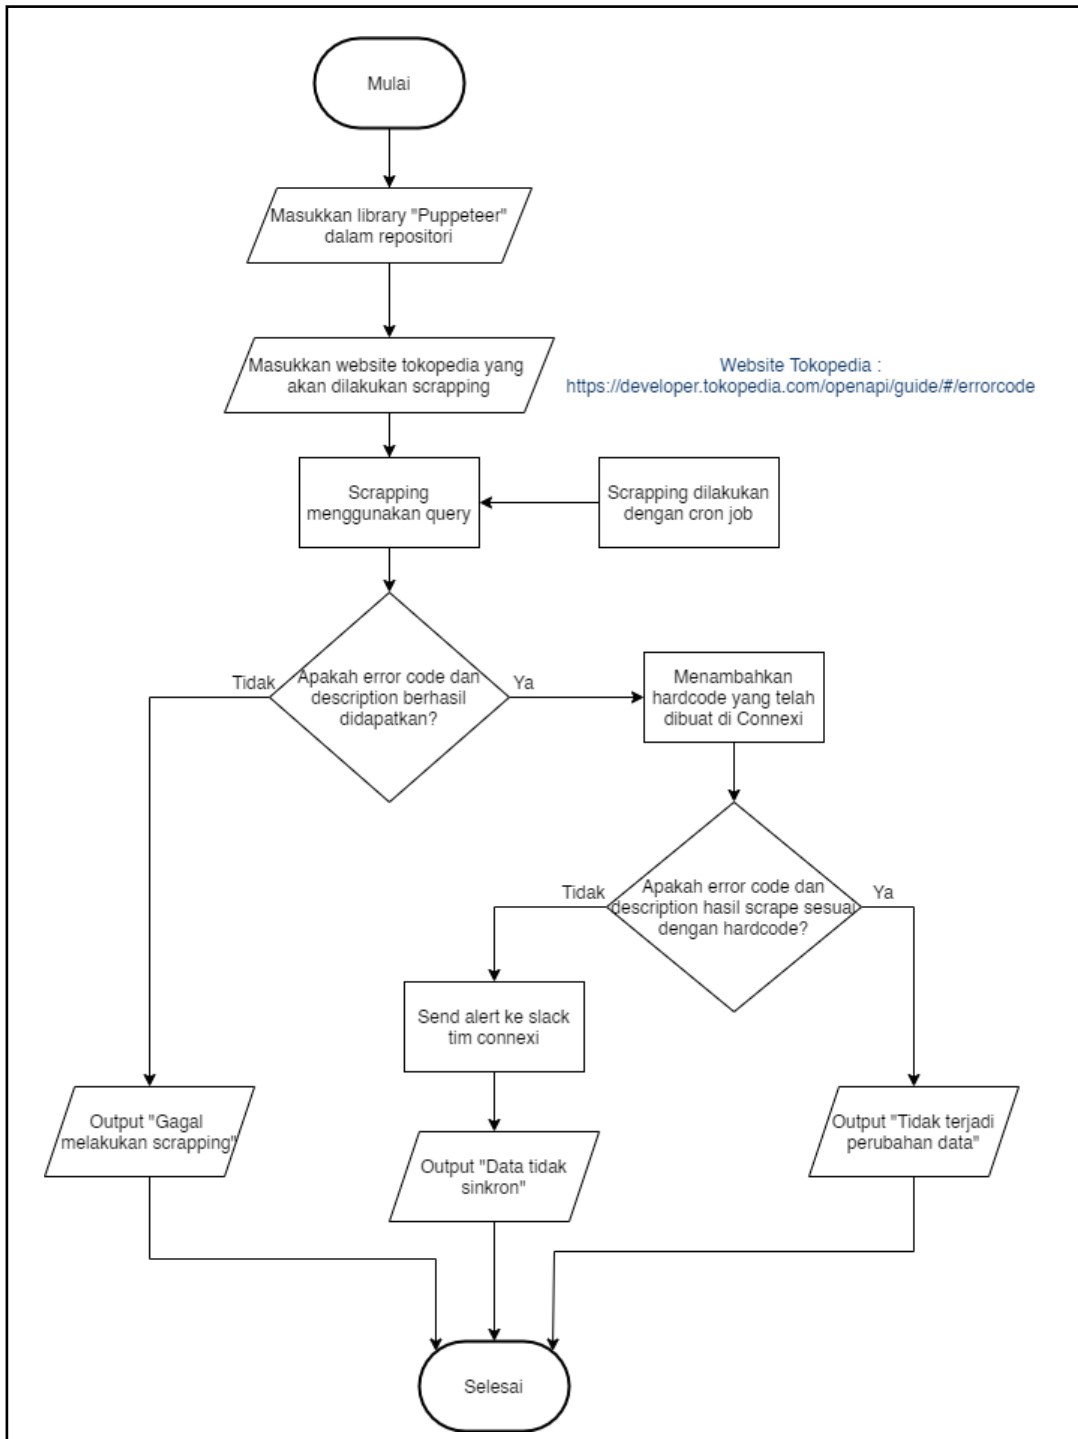 Mulai
Masukkan library "Puppeteer"
dalam repositori
Masukkan website tokopedia yang
akan dilakukan scrapping
Website Tokopedia :
https://developer.tokopedia.com/openapi/guide/#/errorcode
Scrapping
menggunakan query
Scrapping dilakukan
dengan cron job
Tidak
Apakah error code dan
description berhasil
didapatkan?
Ya
Menambahkan
hardcode yang telah
dibuat di Connexi
Tidak
Apakah error code dan
description hasil scrape sesuai
dengan hardcode?
Ya
Send alert ke slack
tim connexi
Output "Gagal
melakukan scrapping"
Output "Data tidak
sinkron"
Output "Tidak terjadi
perubahan data"
Selesai